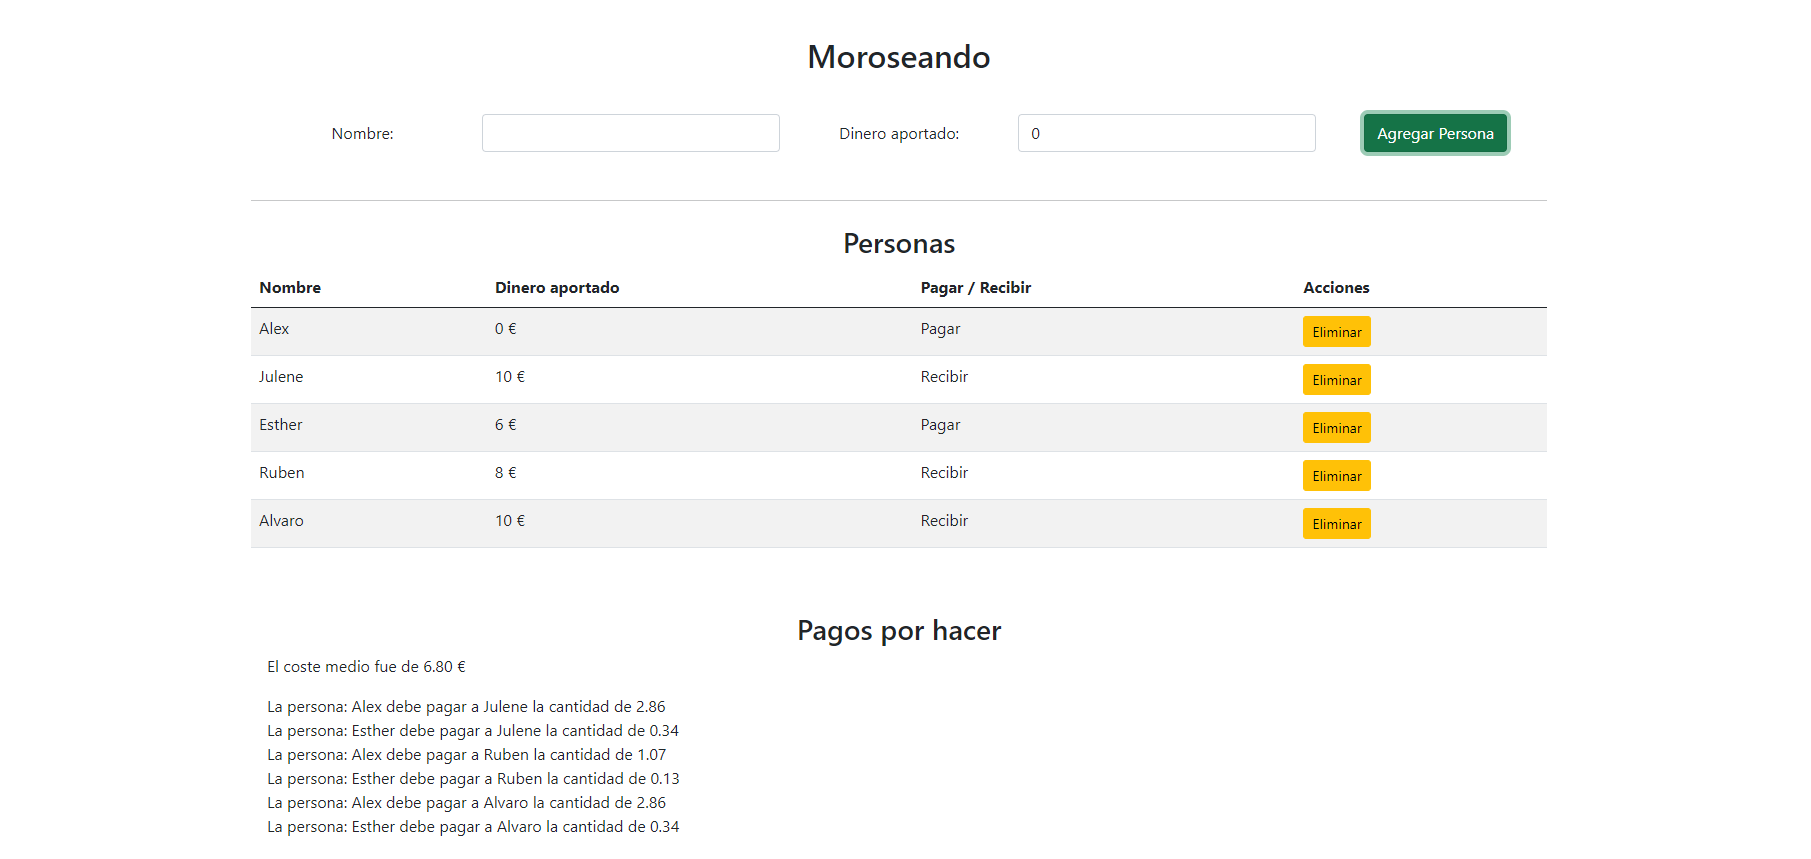 Moroseando
Nombre: Dinero aportado: 0 Agregar Persona
Personas
Nombre Dinero aportado Pagar / Recibir Acciones
Alex 0 € Pagar Eliminar
Julene 10 € Recibir Eliminar
Esther 6 € Pagar Eliminar
Ruben 8 € Recibir Eliminar
Alvaro 10 € Recibir Eliminar
Pagos por hacer
El coste medio fue de 6.80 €
La persona: Alex debe pagar a Julene la cantidad de 2.86
La persona: Esther debe pagar a Julene la cantidad de 0.34
La persona: Alex debe pagar a Ruben la cantidad de 1.07
La persona: Esther debe pagar a Ruben la cantidad de 0.13
La persona: Alex debe pagar a Alvaro la cantidad de 2.86
La persona: Esther debe pagar a Alvaro la cantidad de 0.34